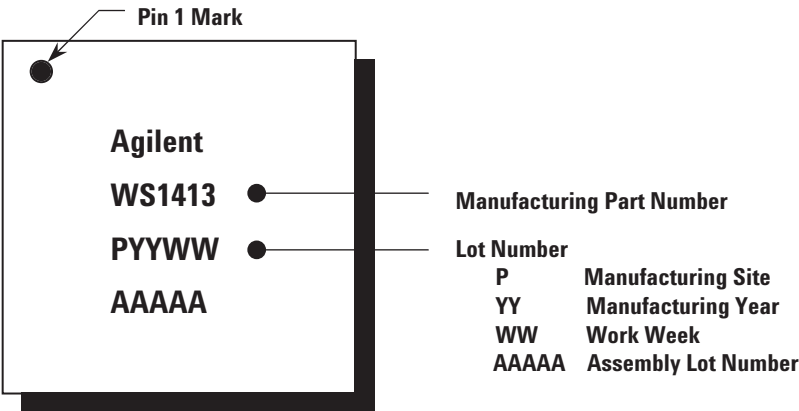 Pin 1 Mark
Agilent
WS1413
PYYWW
AAAAA
Manufacturing Part Number
Lot Number
P Manufacturing Site
YY Manufacturing Year
WW Work Week
AAAAA Assembly Lot Number